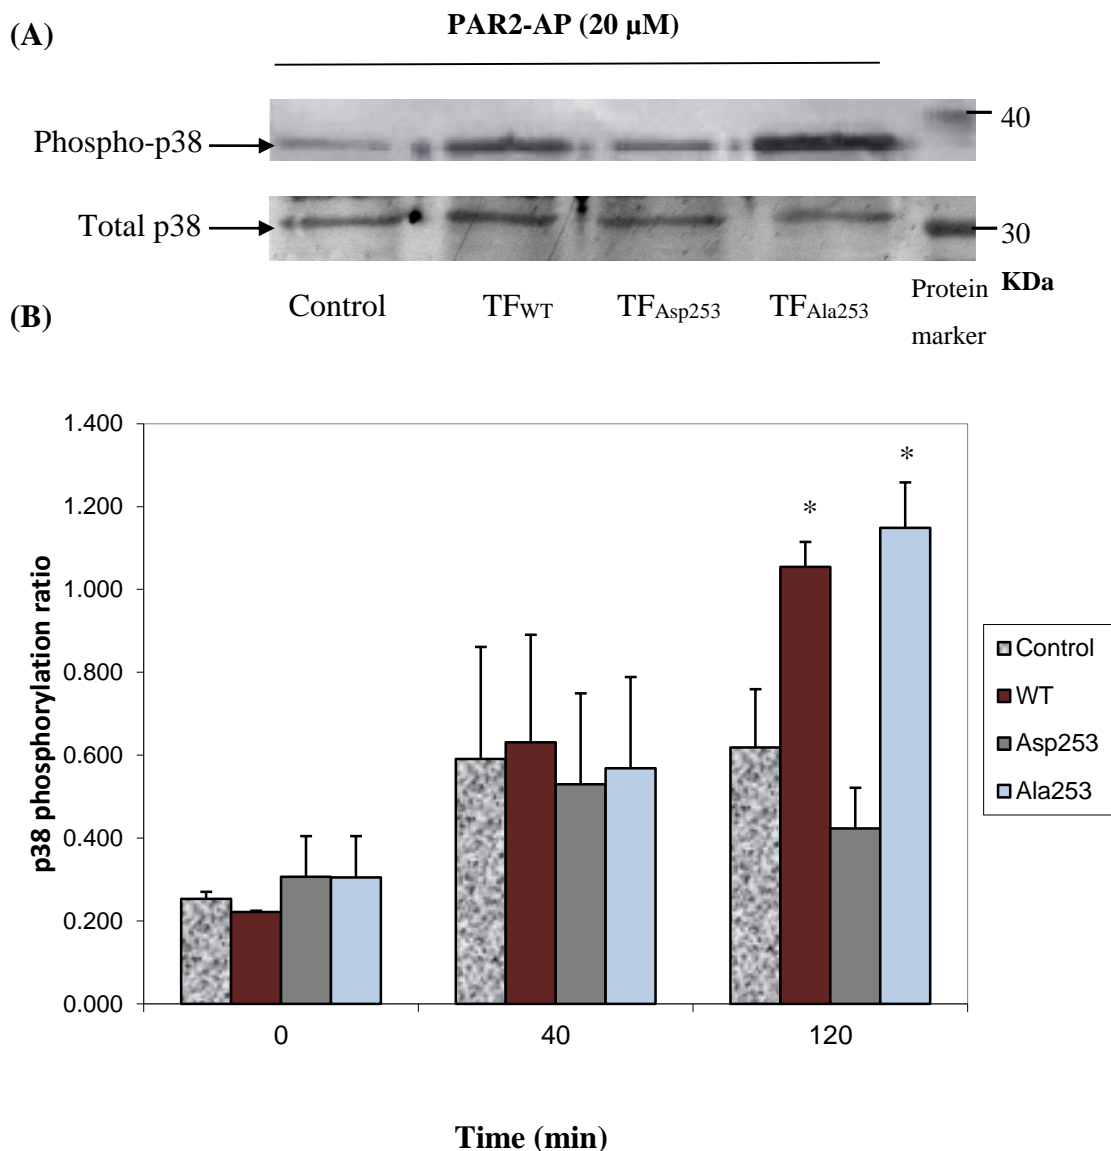 (A)
PAR2-AP (20 µM)
Phospho-p38
40
Total p38
30
Control TFWT TFAsp253 TFAla253 Protein marker KDa
(B)
1.400
1.200
1.000
0.800
0.600
0.400
0.200
0.000
p38 phosphorylation ratio
*
*
Control
WT
Asp253
Ala253
0 40 120
Time (min)